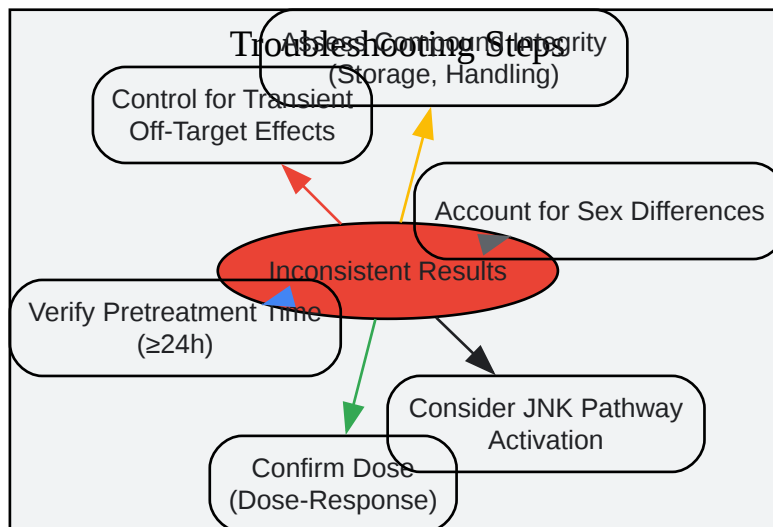 Troubleshooting Steps
Assess Compound Integrity
(Storage, Handling)
Control for Transient
Off-Target Effects
Account for Sex Differences
Inconsistent Results
Verify Pretreatment Time
(≥24h)
Consider JNK Pathway
Activation
Confirm Dose
(Dose-Response)